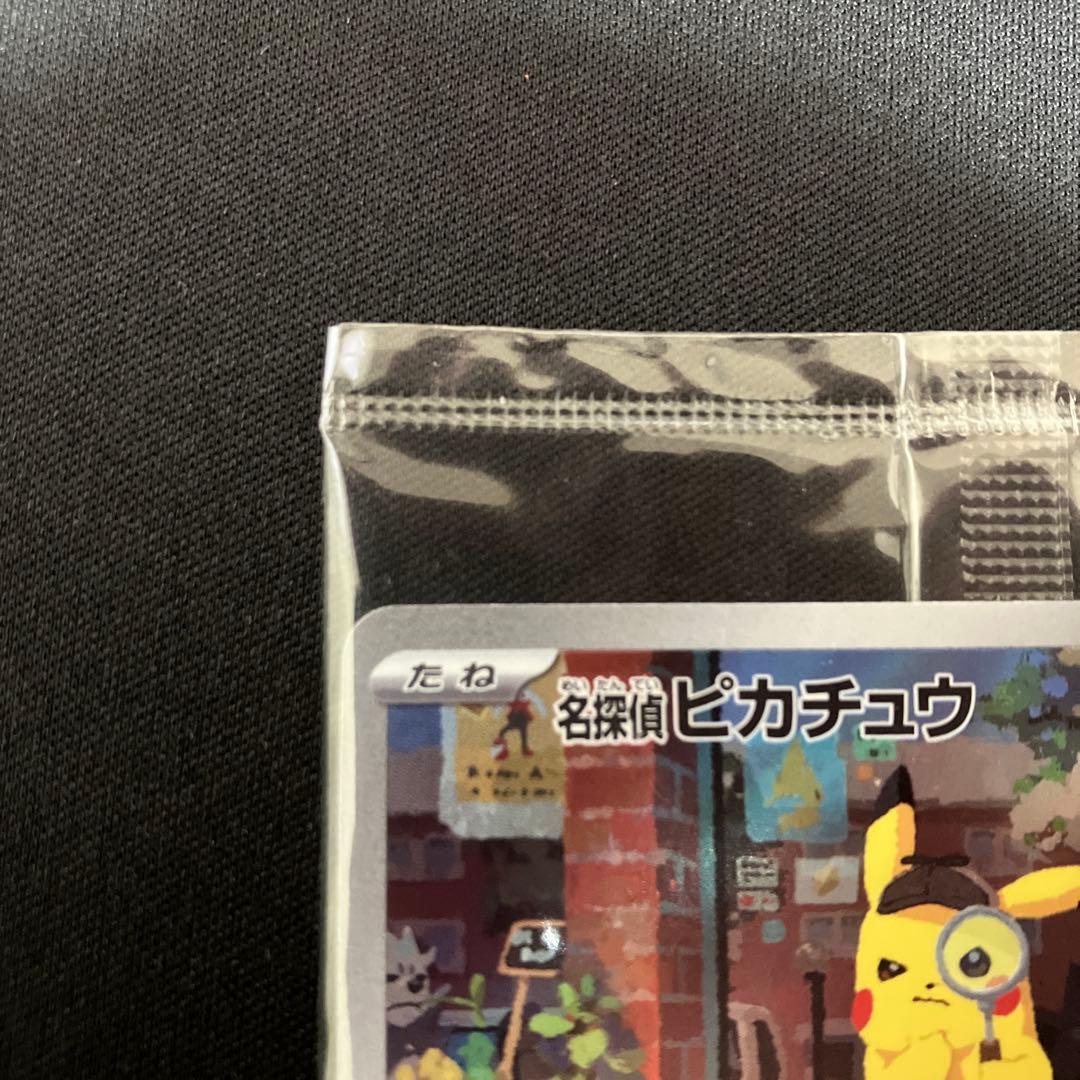 たね
めいたんてい
名探偵ピカチュウ